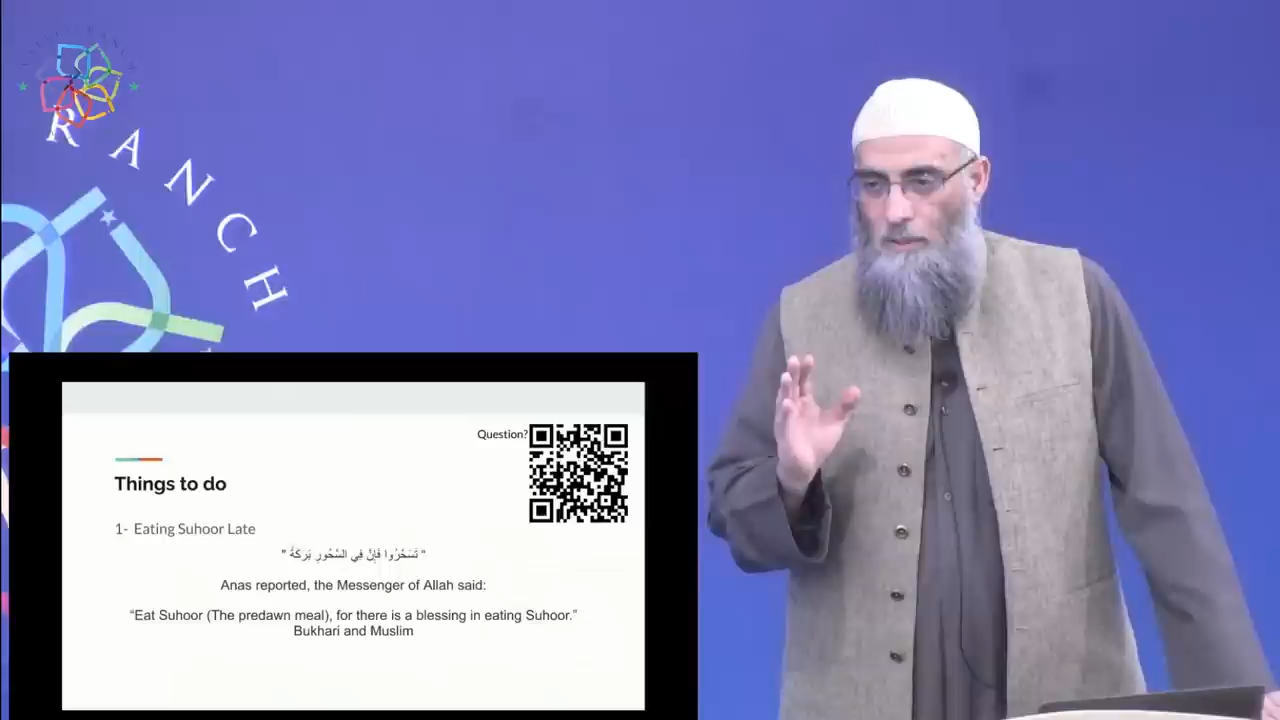 RANCH
Question?
Things to do
1- Eating Suhoor Late
" تَسَحَّرُوا فَإِنَّ فِي السَّحُورِ بَرَكَةً "
Anas reported, the Messenger of Allah said:
“Eat Suhoor (The predawn meal), for there is a blessing in eating Suhoor.”
Bukhari and Muslim